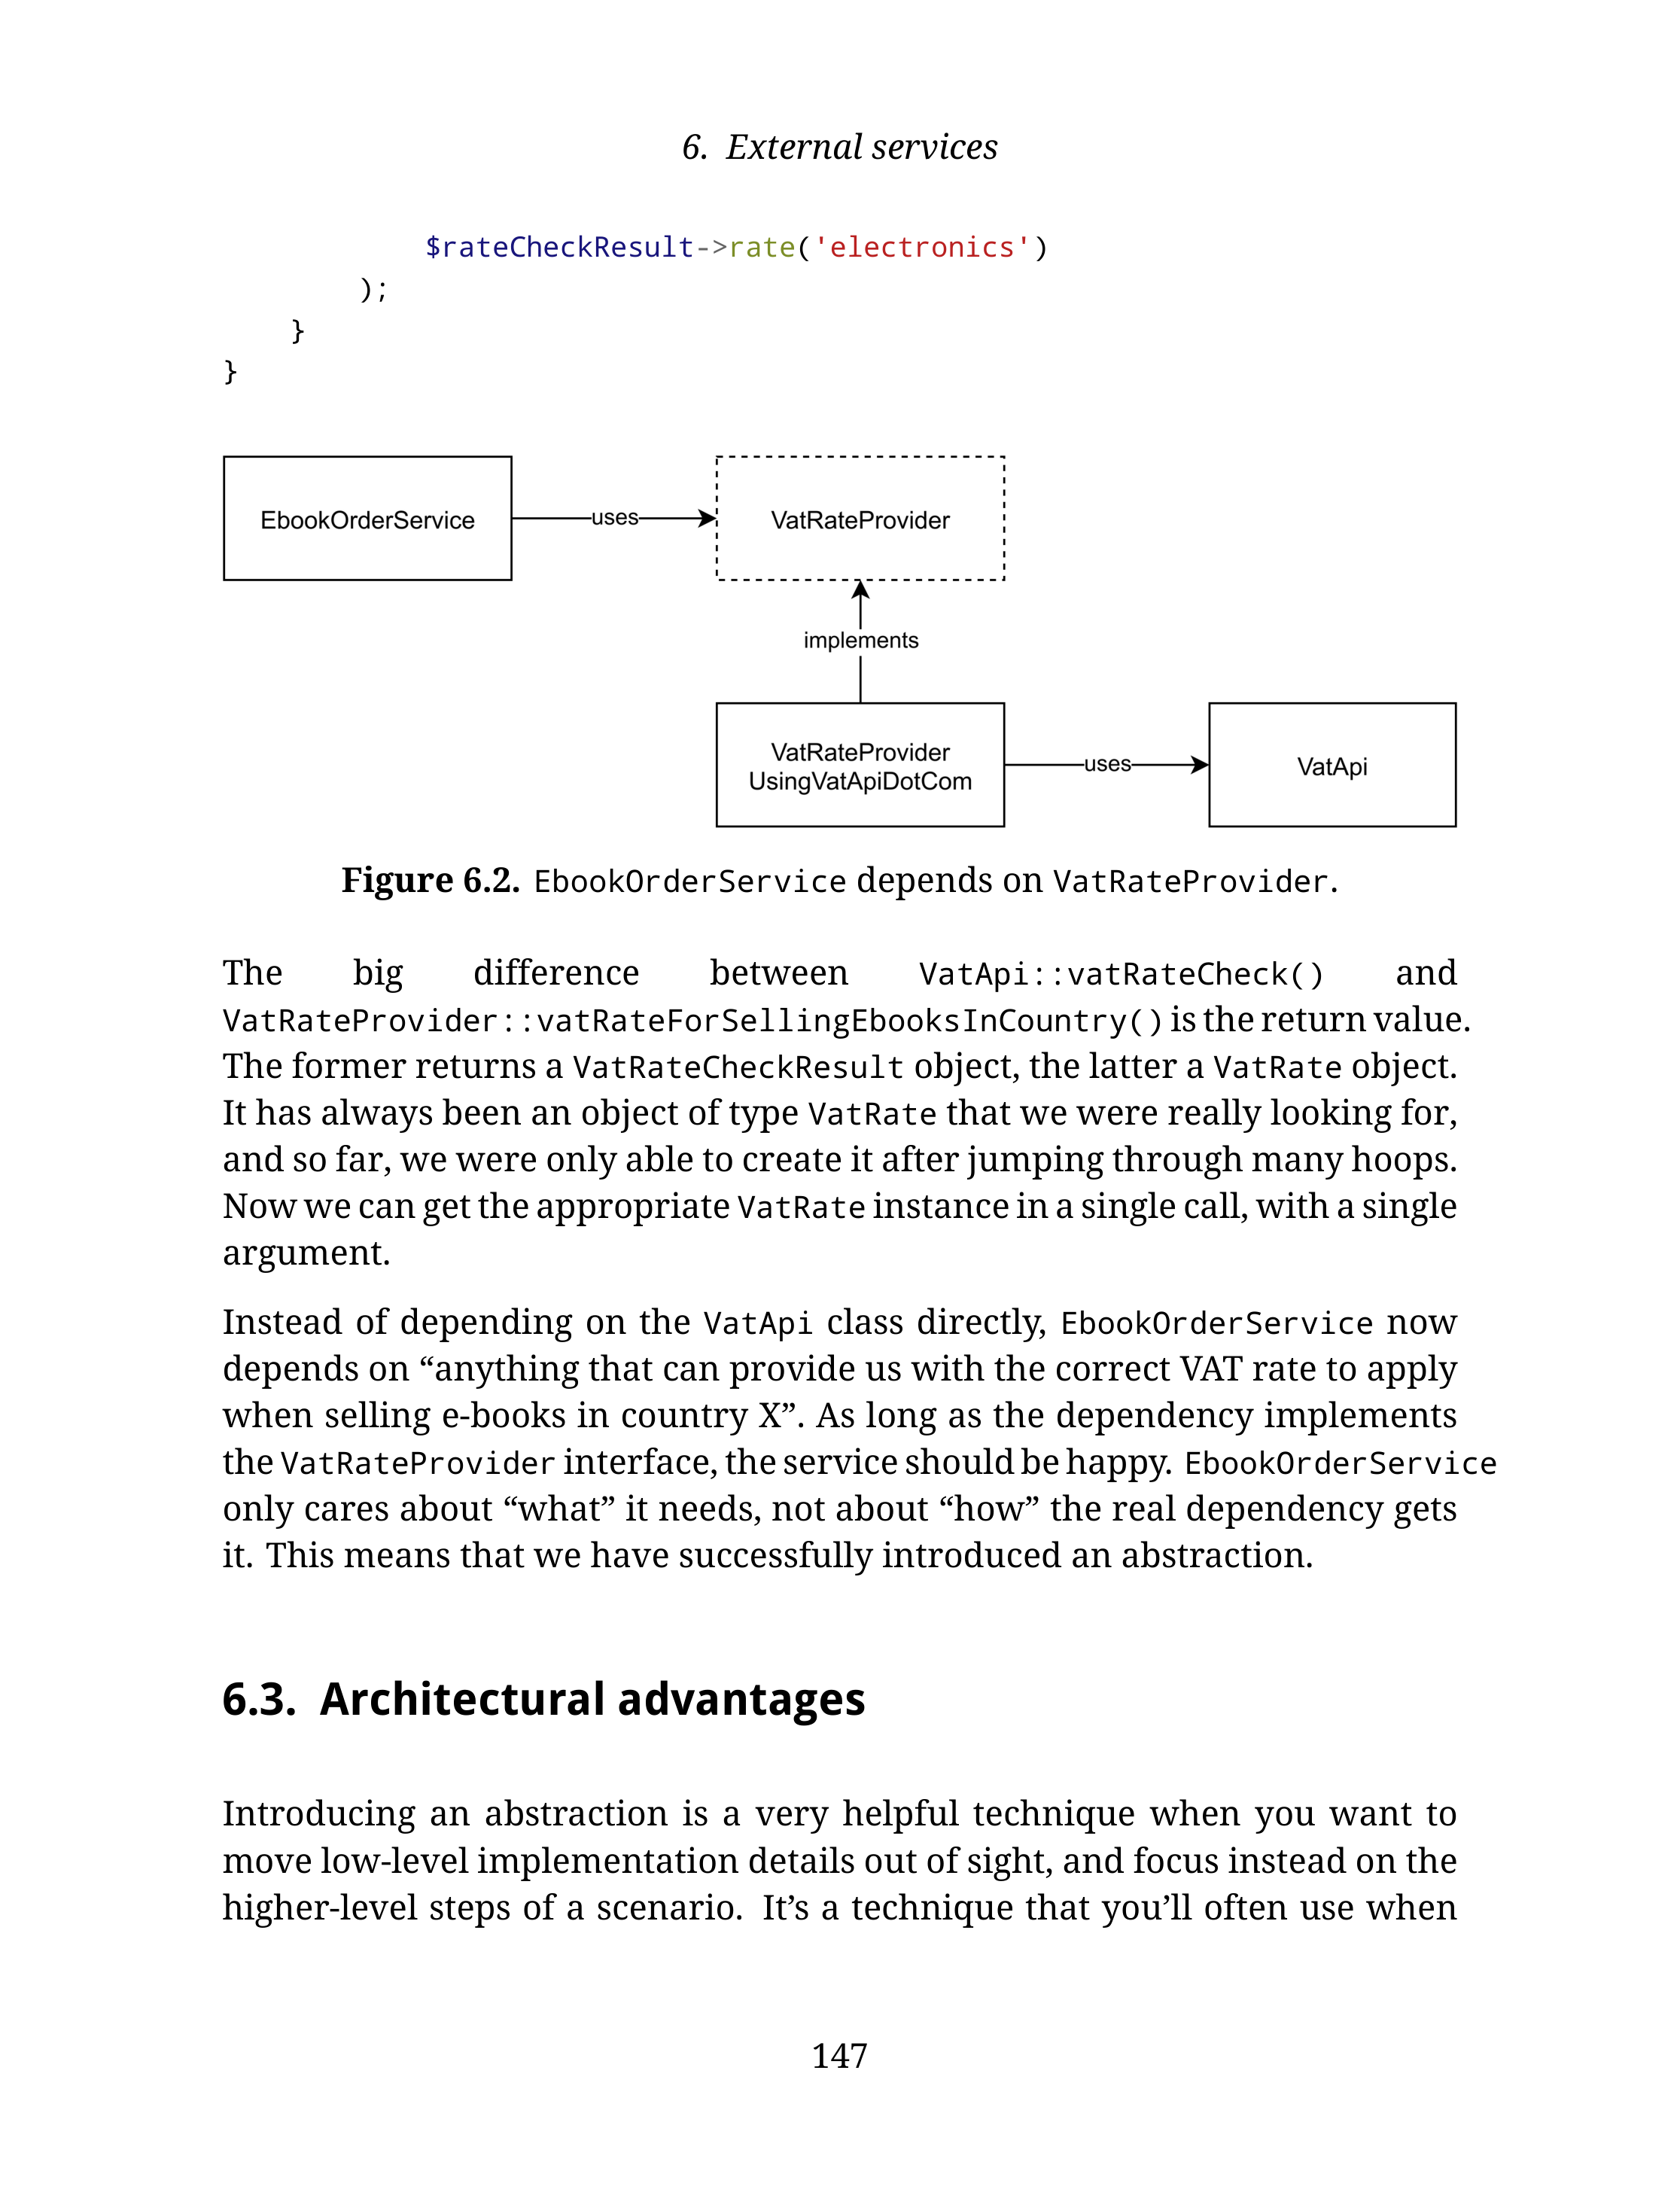 6. External services
$rateCheckResult->rate('electronics')
);
}
}
EbookOrderService
uses
VatRateProvider
implements
VatRateProvider
UsingVatApiDotCom
uses
VatApi
Figure 6.2. EbookOrderService depends on VatRateProvider.
The big difference between VatApi::vatRateCheck() and
VatRateProvider::vatRateForSellingEbooksInCountry() is the return value.
The former returns a VatRateCheckResult object, the latter a VatRate object.
It has always been an object of type VatRate that we were really looking for,
and so far, we were only able to create it after jumping through many hoops.
Now we can get the appropriate VatRate instance in a single call, with a single
argument.
Instead of depending on the VatApi class directly, EbookOrderService now
depends on “anything that can provide us with the correct VAT rate to apply
when selling e-books in country X”. As long as the dependency implements
the VatRateProvider interface, the service should be happy. EbookOrderService
only cares about “what” it needs, not about “how” the real dependency gets
it. This means that we have successfully introduced an abstraction.
6.3. Architectural advantages
Introducing an abstraction is a very helpful technique when you want to
move low-level implementation details out of sight, and focus instead on the
higher-level steps of a scenario. It’s a technique that you’ll often use when
147